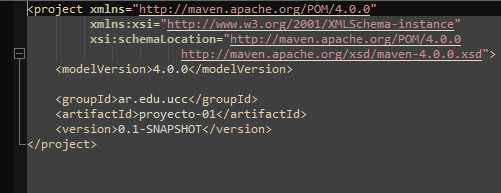 <project xmlns="http://maven.apache.org/POM/4.0.0"
xmlns:xsi="http://www.w3.org/2001/XMLSchema-instance"
xsi:schemaLocation="http://maven.apache.org/POM/4.0.0
http://maven.apache.org/xsd/maven-4.0.0.xsd">
<modelVersion>4.0.0</modelVersion>
<groupId>ar.edu.ucc</groupId>
<artifactId>proyecto-01</artifactId>
<version>0.1-SNAPSHOT</version>
</project>